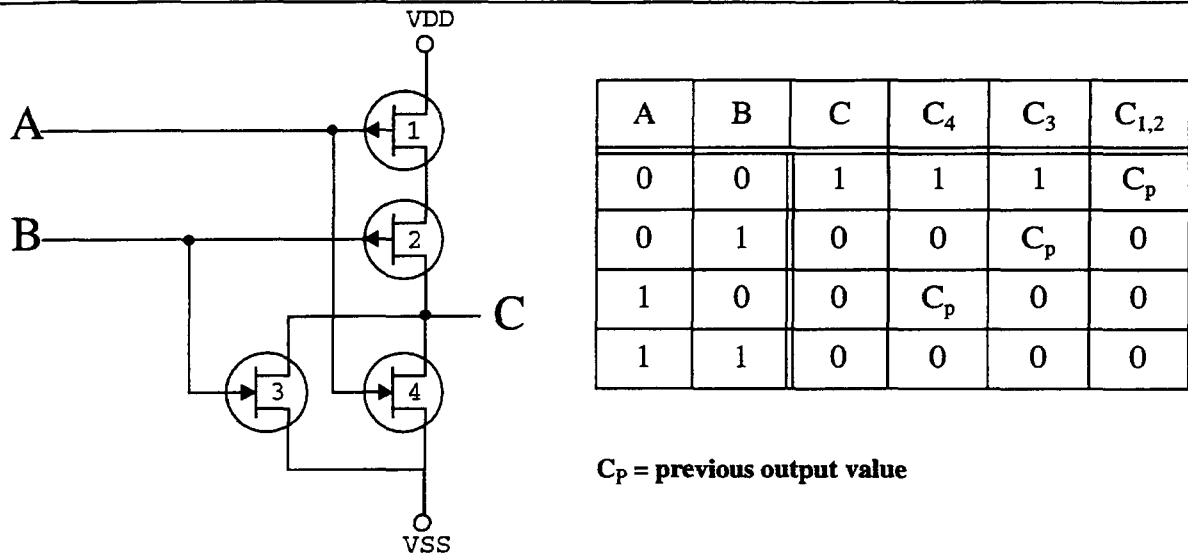 VDD
A
1
B
2
C
3
4
VSS
A B C C₄ C₃ C₁,₂
0 0 1 1 1 Cₚ
0 1 0 0 Cₚ 0
1 0 0 Cₚ 0 0
1 1 0 0 0 0
C_P = previous output value